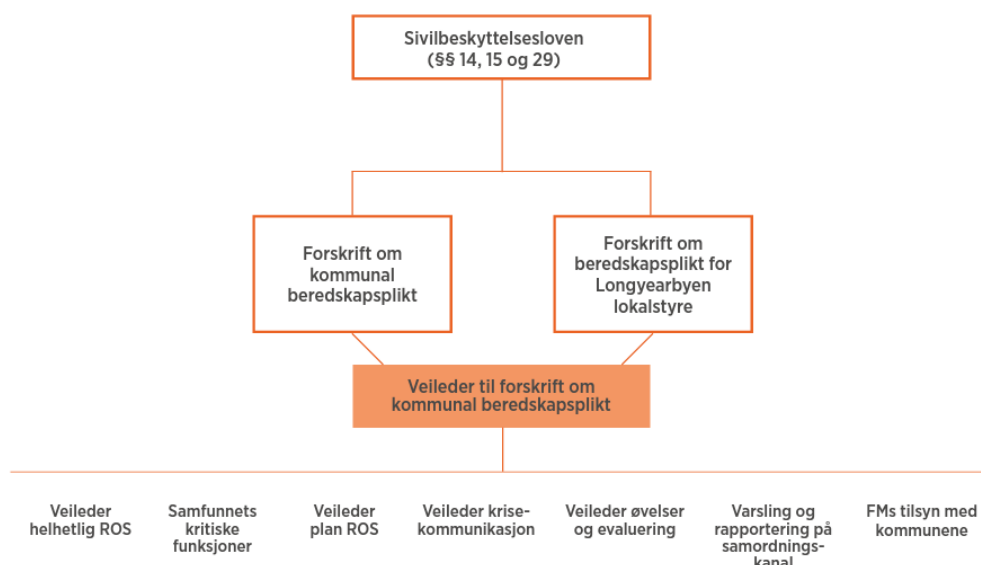 Sivilbeskyttelsesloven
(§§ 14, 15 og 29)
Forskrift om
kommunal
beredskapsplikt
Forskrift om
beredskapsplikt for
Longyearbyen
lokalstyre
Veileder til forskrift om
kommunal beredskapsplikt
Veileder
helhetlig ROS
Samfunnets
kritiske
funksjoner
Veileder
plan ROS
Veileder krise-
kommunikasjon
Veileder øvelser
og evaluering
Varsling og
rapportering på
samordnings-
kanal
FMs tilsyn med
kommunene